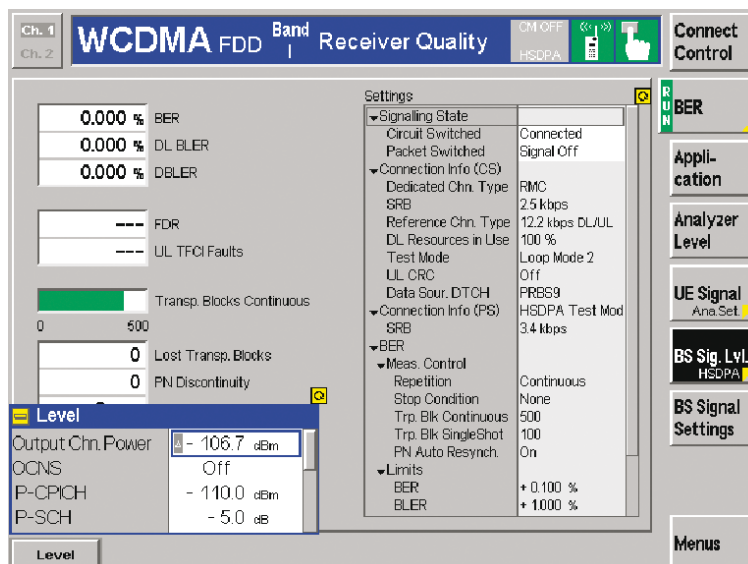 Ch. 1
Ch. 2
WCDMA FDD Band I Receiver Quality
CM OFF
HSDPA
Connect Control
0.000 % BER
0.000 % DL BLER
0.000 % DBLER
--- FDR
--- UL TFCI Faults
Transp. Blocks Continuous
0 500
0 Lost Transp. Blocks
0 PN Discontinuity
Settings
Signaling State
Circuit Switched Connected
Packet Switched Signal Off
Connection Info (CS)
Dedicated Chn. Type RMC
SRB 2.5 kbps
Reference Chn. Type 12.2 kbps DL/UL
DL Resources in Use 100 %
Test Mode Loop Mode 2
UL CRC Off
Data Sour. DTCH PRBS9
Connection Info (PS) HSDPA Test Mod
SRB 3.4 kbps
BER
Meas. Control
Repetition Continuous
Stop Condition None
Trp. Blk Continuous 500
Trp. Blk SingleShot 100
PN Auto Resynch. On
Limits
BER + 0.100 %
BLER + 1.000 %
Level
Output Chn. Power - 106.7 dBm
OCNS Off
P-CPICH - 110.0 dBm
P-SCH - 5.0 dB
Level
RUN
BER
Appli-
cation
Analyzer
Level
UE Signal
Ana.Set.
BS Sig. Lvl.
HSDPA
BS Signal
Settings
Menus